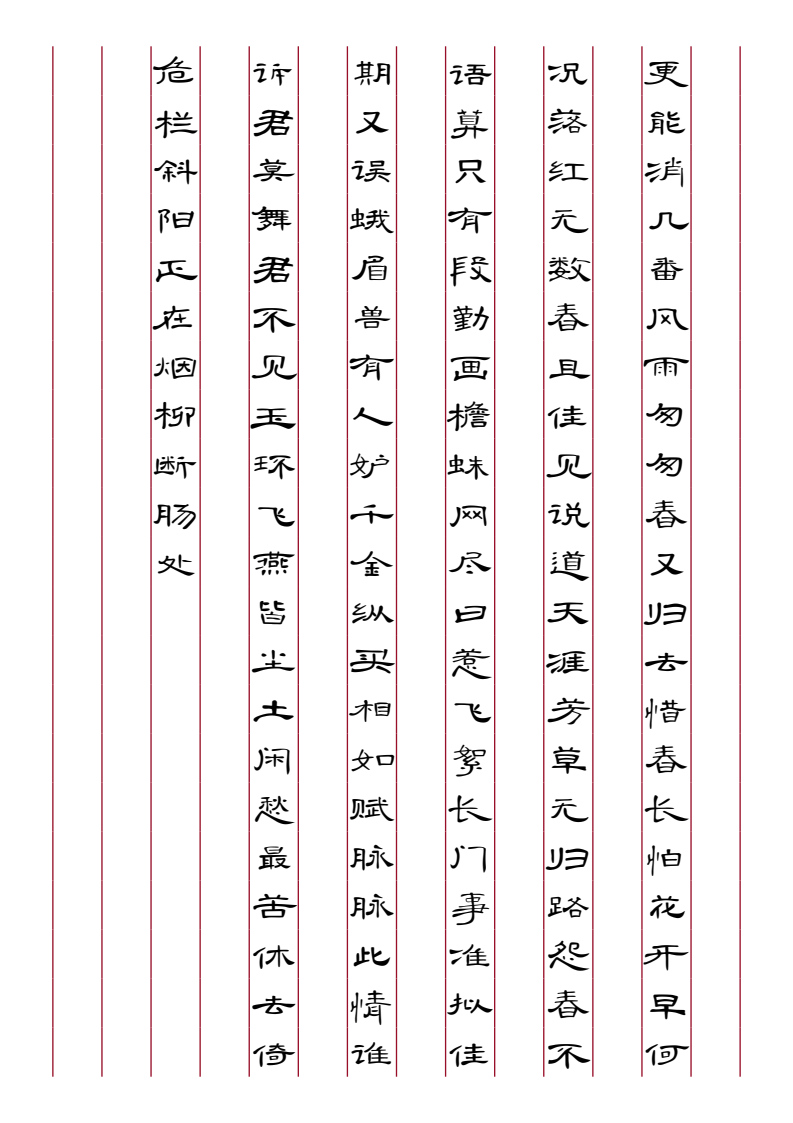 更能消几番风雨匆匆春又归去惜春长怕花开早何
况落红无数春且佳见说道天涯芳草无归路怨春不
语算只有段勤画檐蛛网尽日惹飞絮长门事准拟佳
期又误蛾眉兽有人妒千金纵买相如赋脉脉此情谁
诉君莫舞君不见玉环飞燕皆尘土闲愁最苦休去倚
危栏斜阳正在烟柳断肠处